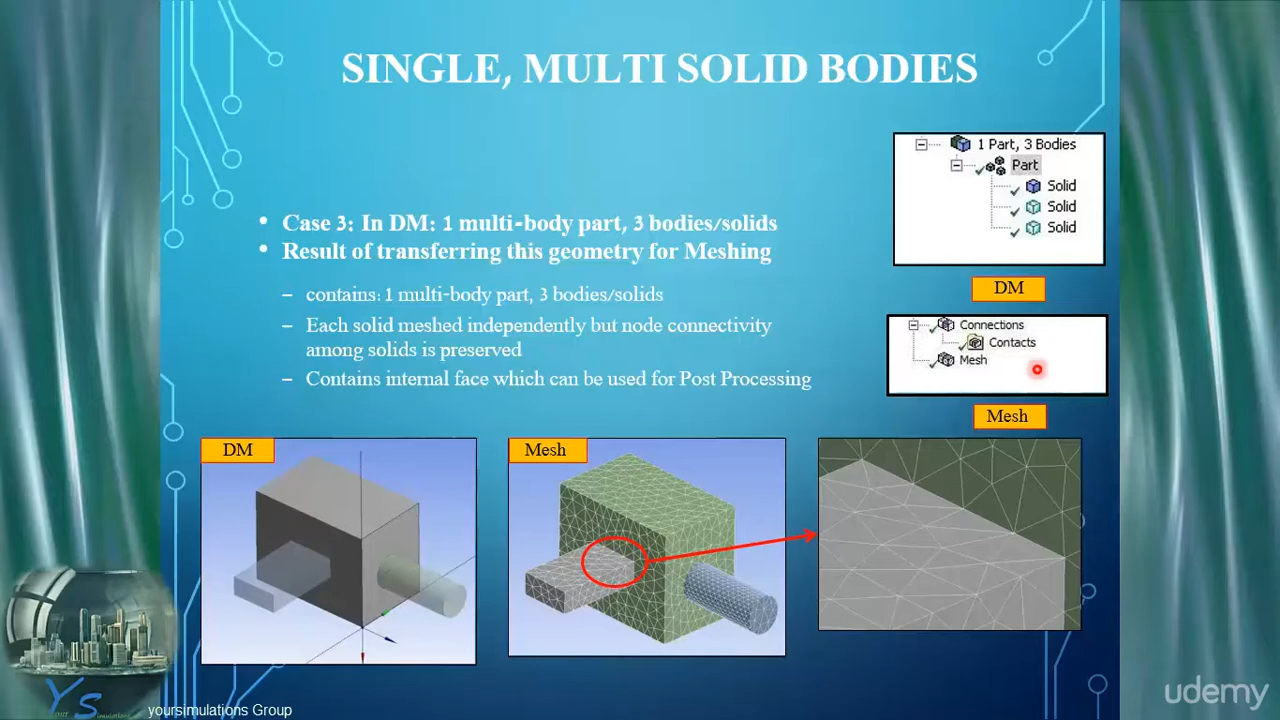 SINGLE, MULTI SOLID BODIES
1 Part, 3 Bodies
Part
Solid
Solid
Solid
DM
• Case 3: In DM: 1 multi-body part, 3 bodies/solids
• Result of transferring this geometry for Meshing
– contains: 1 multi-body part, 3 bodies/solids
– Each solid meshed independently but node connectivity
among solids is preserved
– Contains internal face which can be used for Post Processing
Connections
Contacts
Mesh
Mesh
DM
Mesh
YS
yoursimulations Group
udemy